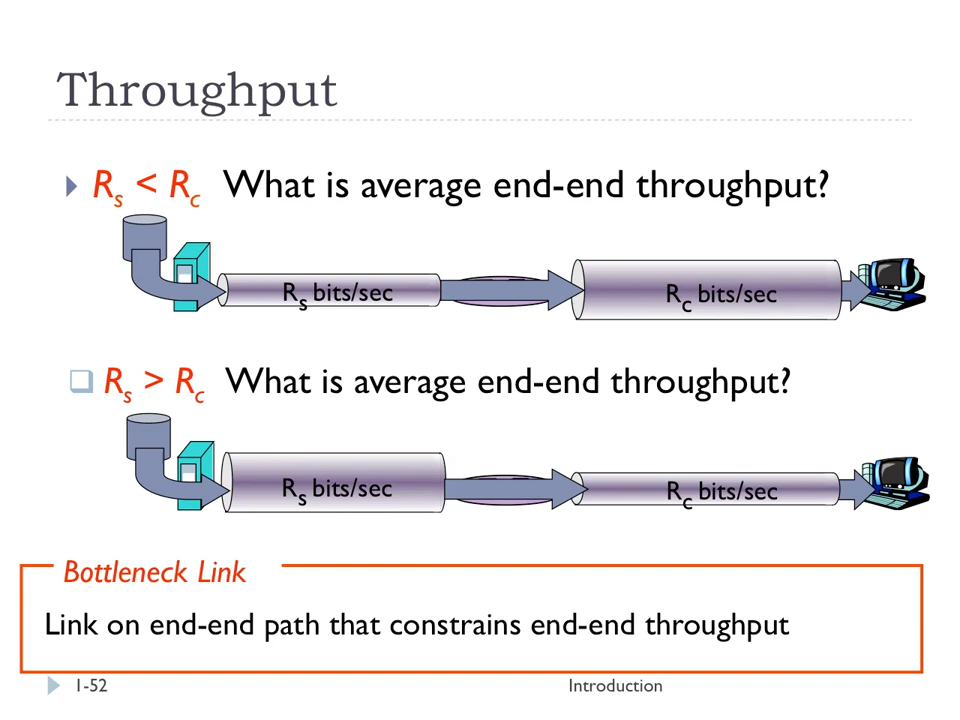 Throughput
Rs < Rc What is average end-end throughput?
Rs bits/sec
Rc bits/sec
Rs > Rc What is average end-end throughput?
Rs bits/sec
Rc bits/sec
Bottleneck Link
Link on end-end path that constrains end-end throughput
1-52
Introduction